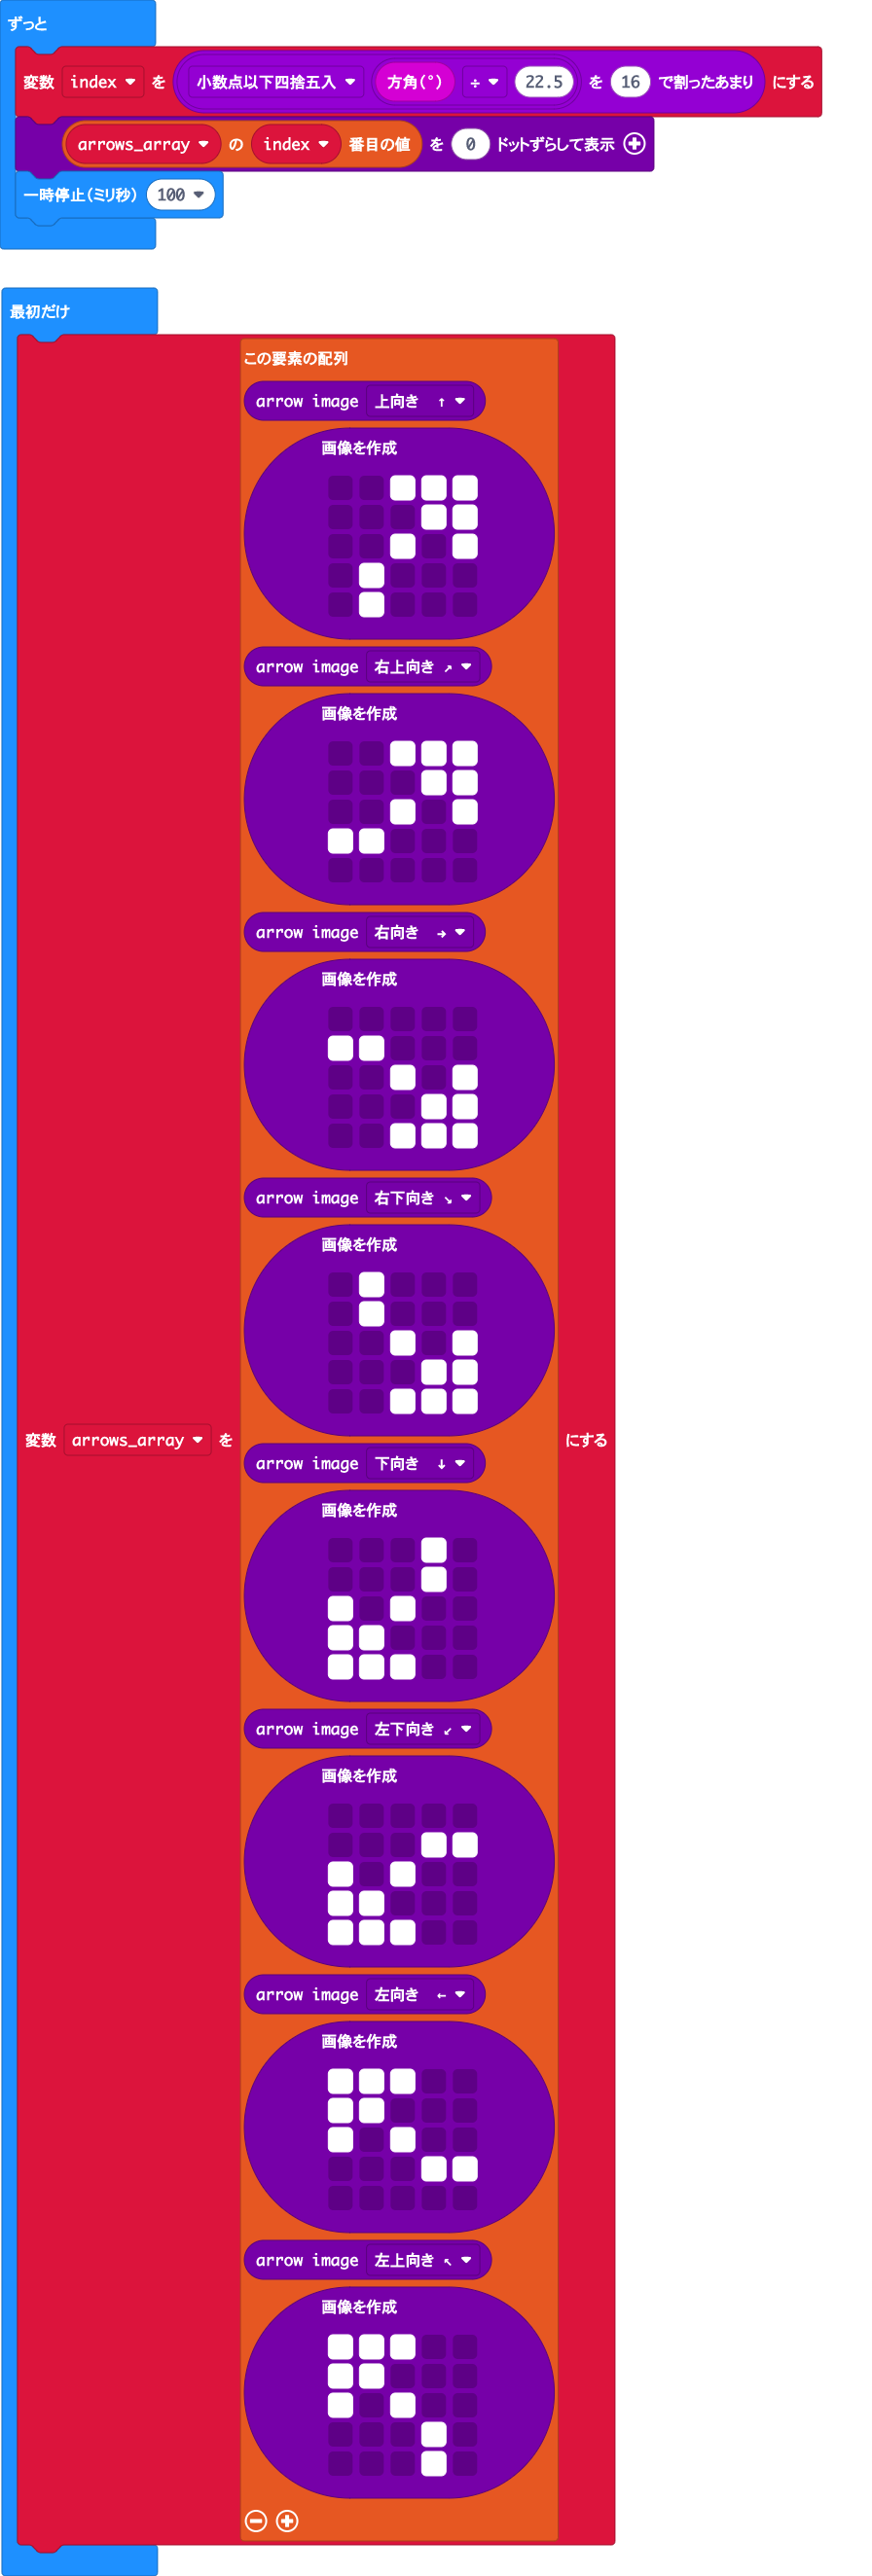 ずっと
変数 index ▼ を 小数点以下四捨五入 ▼ 方角(°) ÷ ▼ 22.5 を 16 で割ったあまり にする
arrows_array ▼ の index ▼ 番目の値 を 0 ドットずらして表示
一時停止(ミリ秒) 100 ▼
最初だけ
この要素の配列
arrow image 上向き ↑ ▼
画像を作成
arrow image 右上向き ↗ ▼
画像を作成
arrow image 右向き → ▼
画像を作成
arrow image 右下向き ↘ ▼
画像を作成
変数 arrows_array ▼ を にする
arrow image 下向き ↓ ▼
画像を作成
arrow image 左下向き ↙ ▼
画像を作成
arrow image 左向き ← ▼
画像を作成
arrow image 左上向き ↖ ▼
画像を作成